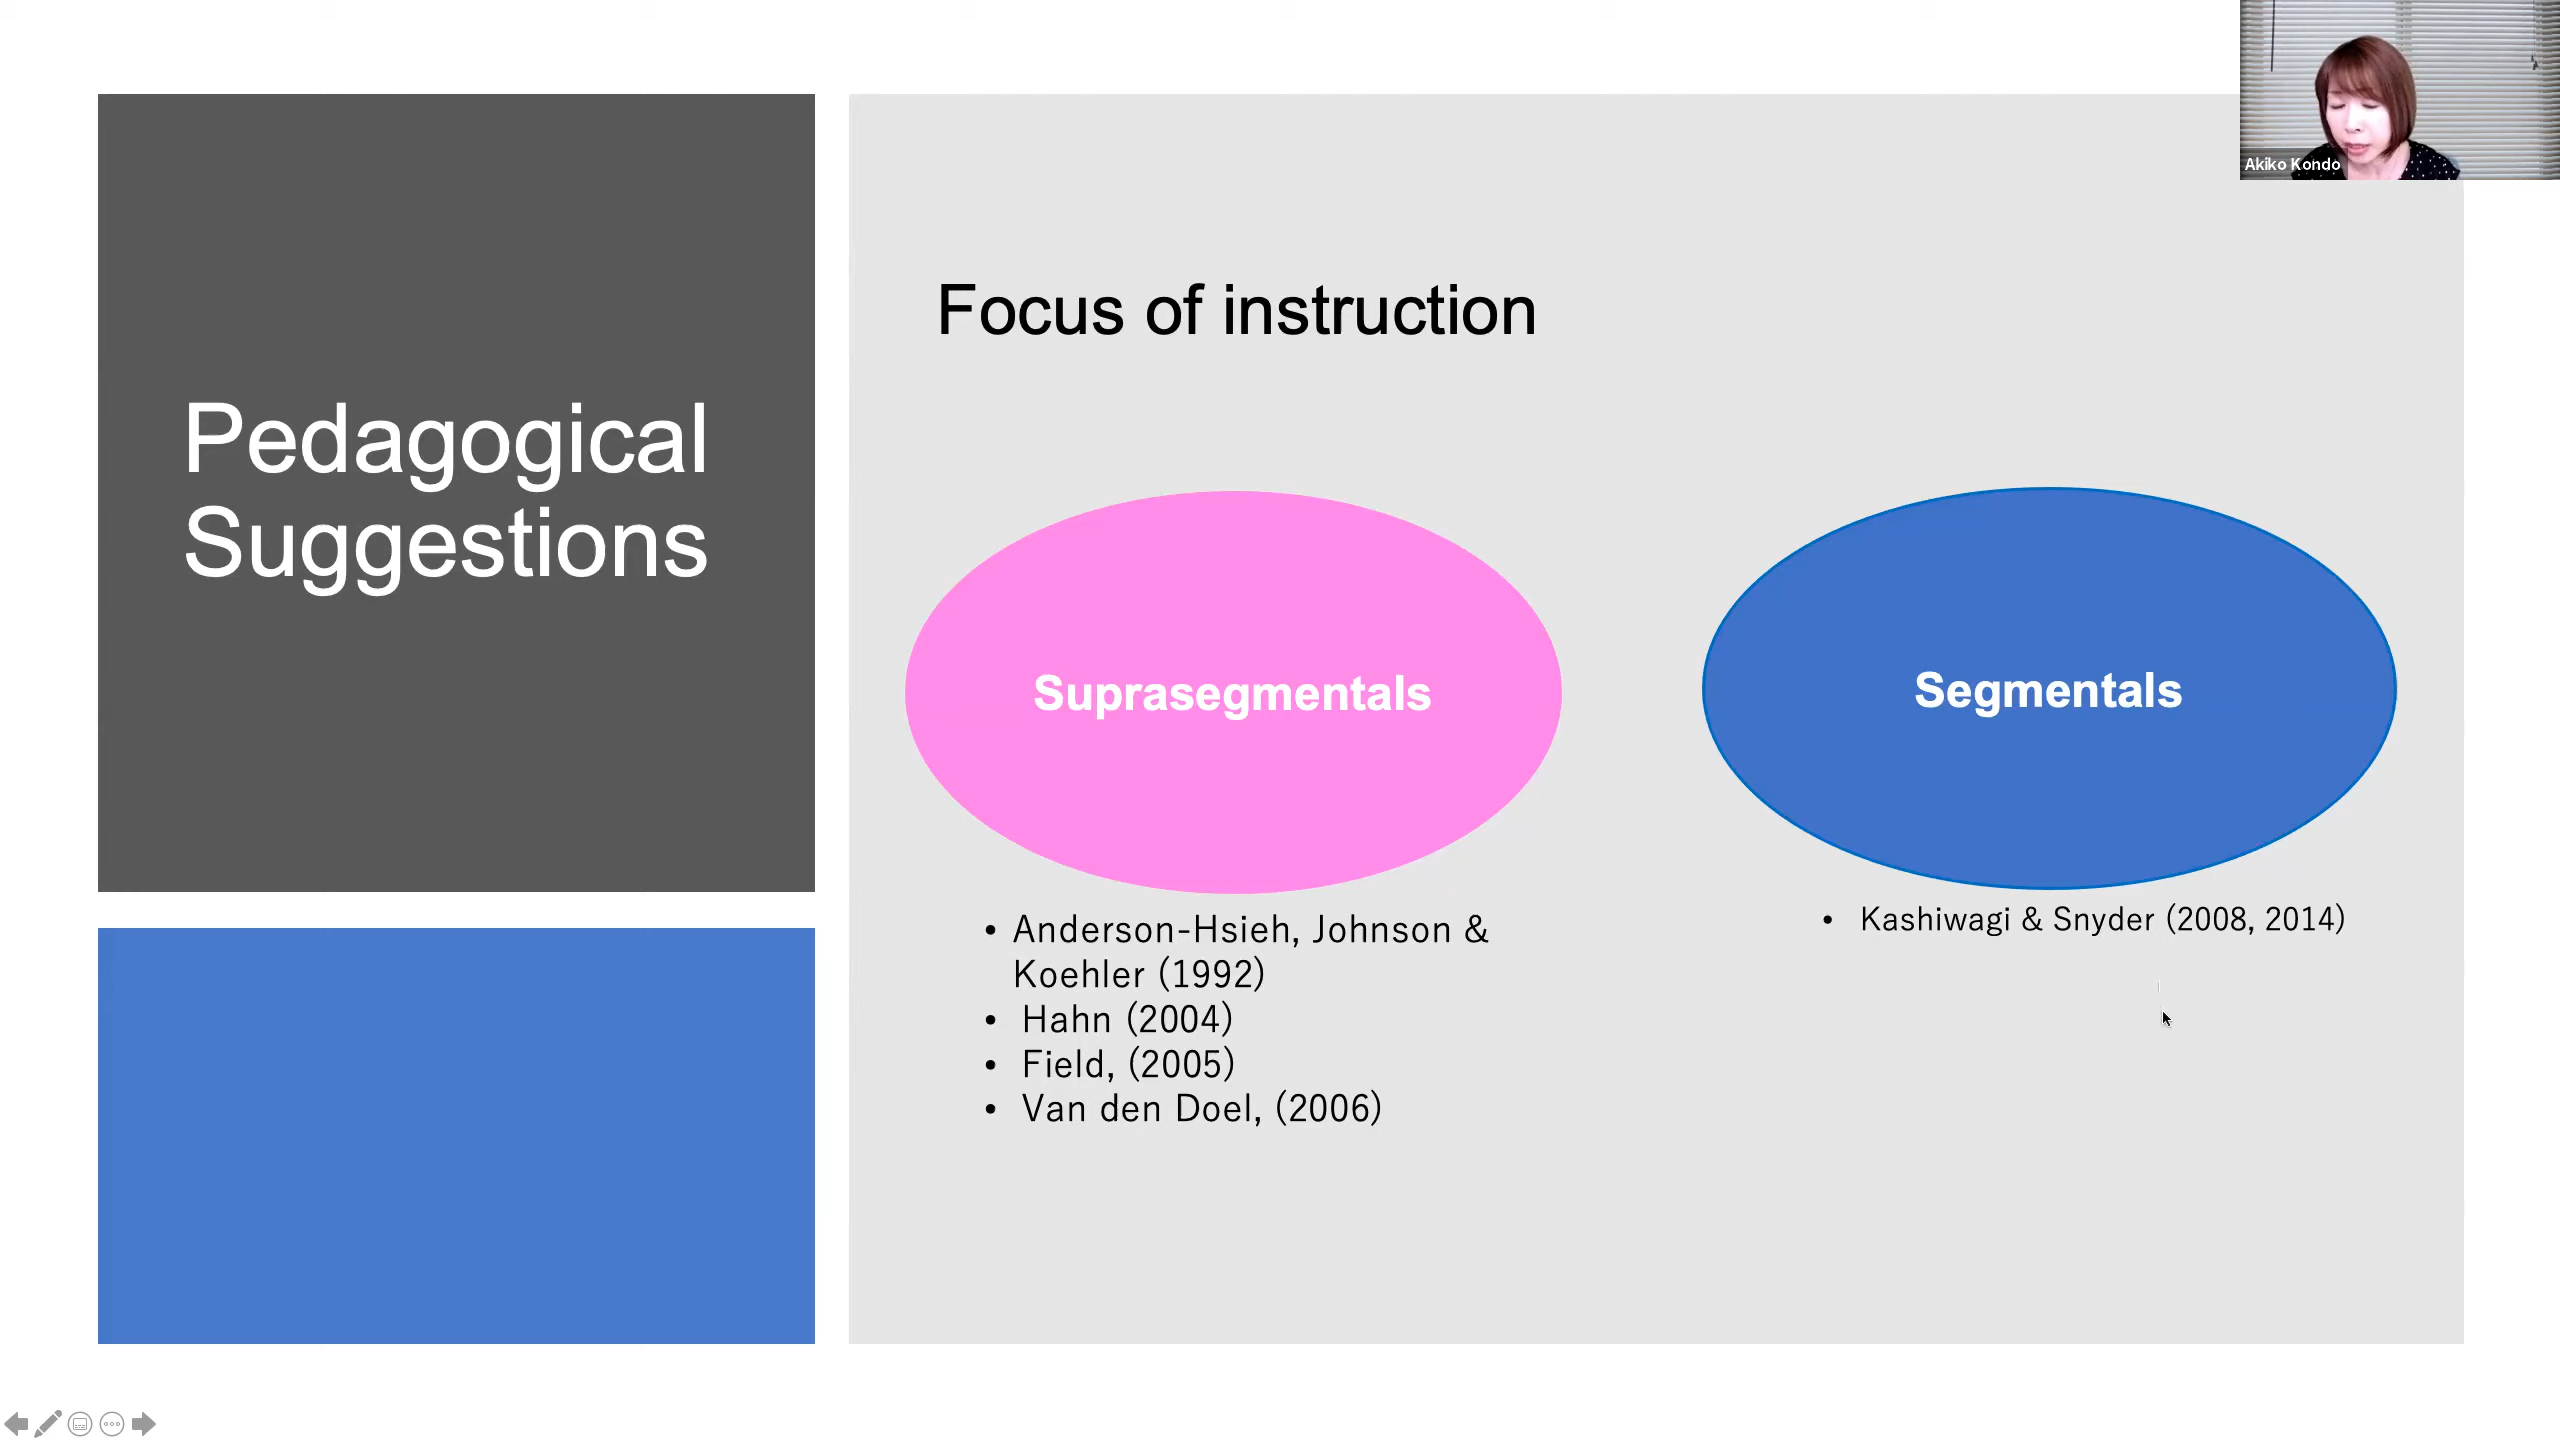 Akiko Kondo
Pedagogical
Suggestions
Focus of instruction
Suprasegmentals
• Anderson-Hsieh, Johnson &
Koehler (1992)
• Hahn (2004)
• Field, (2005)
• Van den Doel, (2006)
Segmentals
• Kashiwagi & Snyder (2008, 2014)